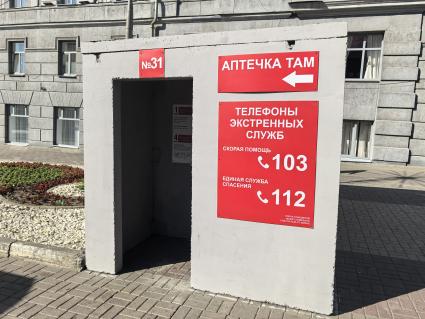 №31
АПТЕЧКА ТАМ
ТЕЛЕФОНЫ
ЭКСТРЕННЫХ
СЛУЖБ
СКОРАЯ ПОМОЩЬ
103
ЕДИНАЯ СЛУЖБА
СПАСЕНИЯ
112